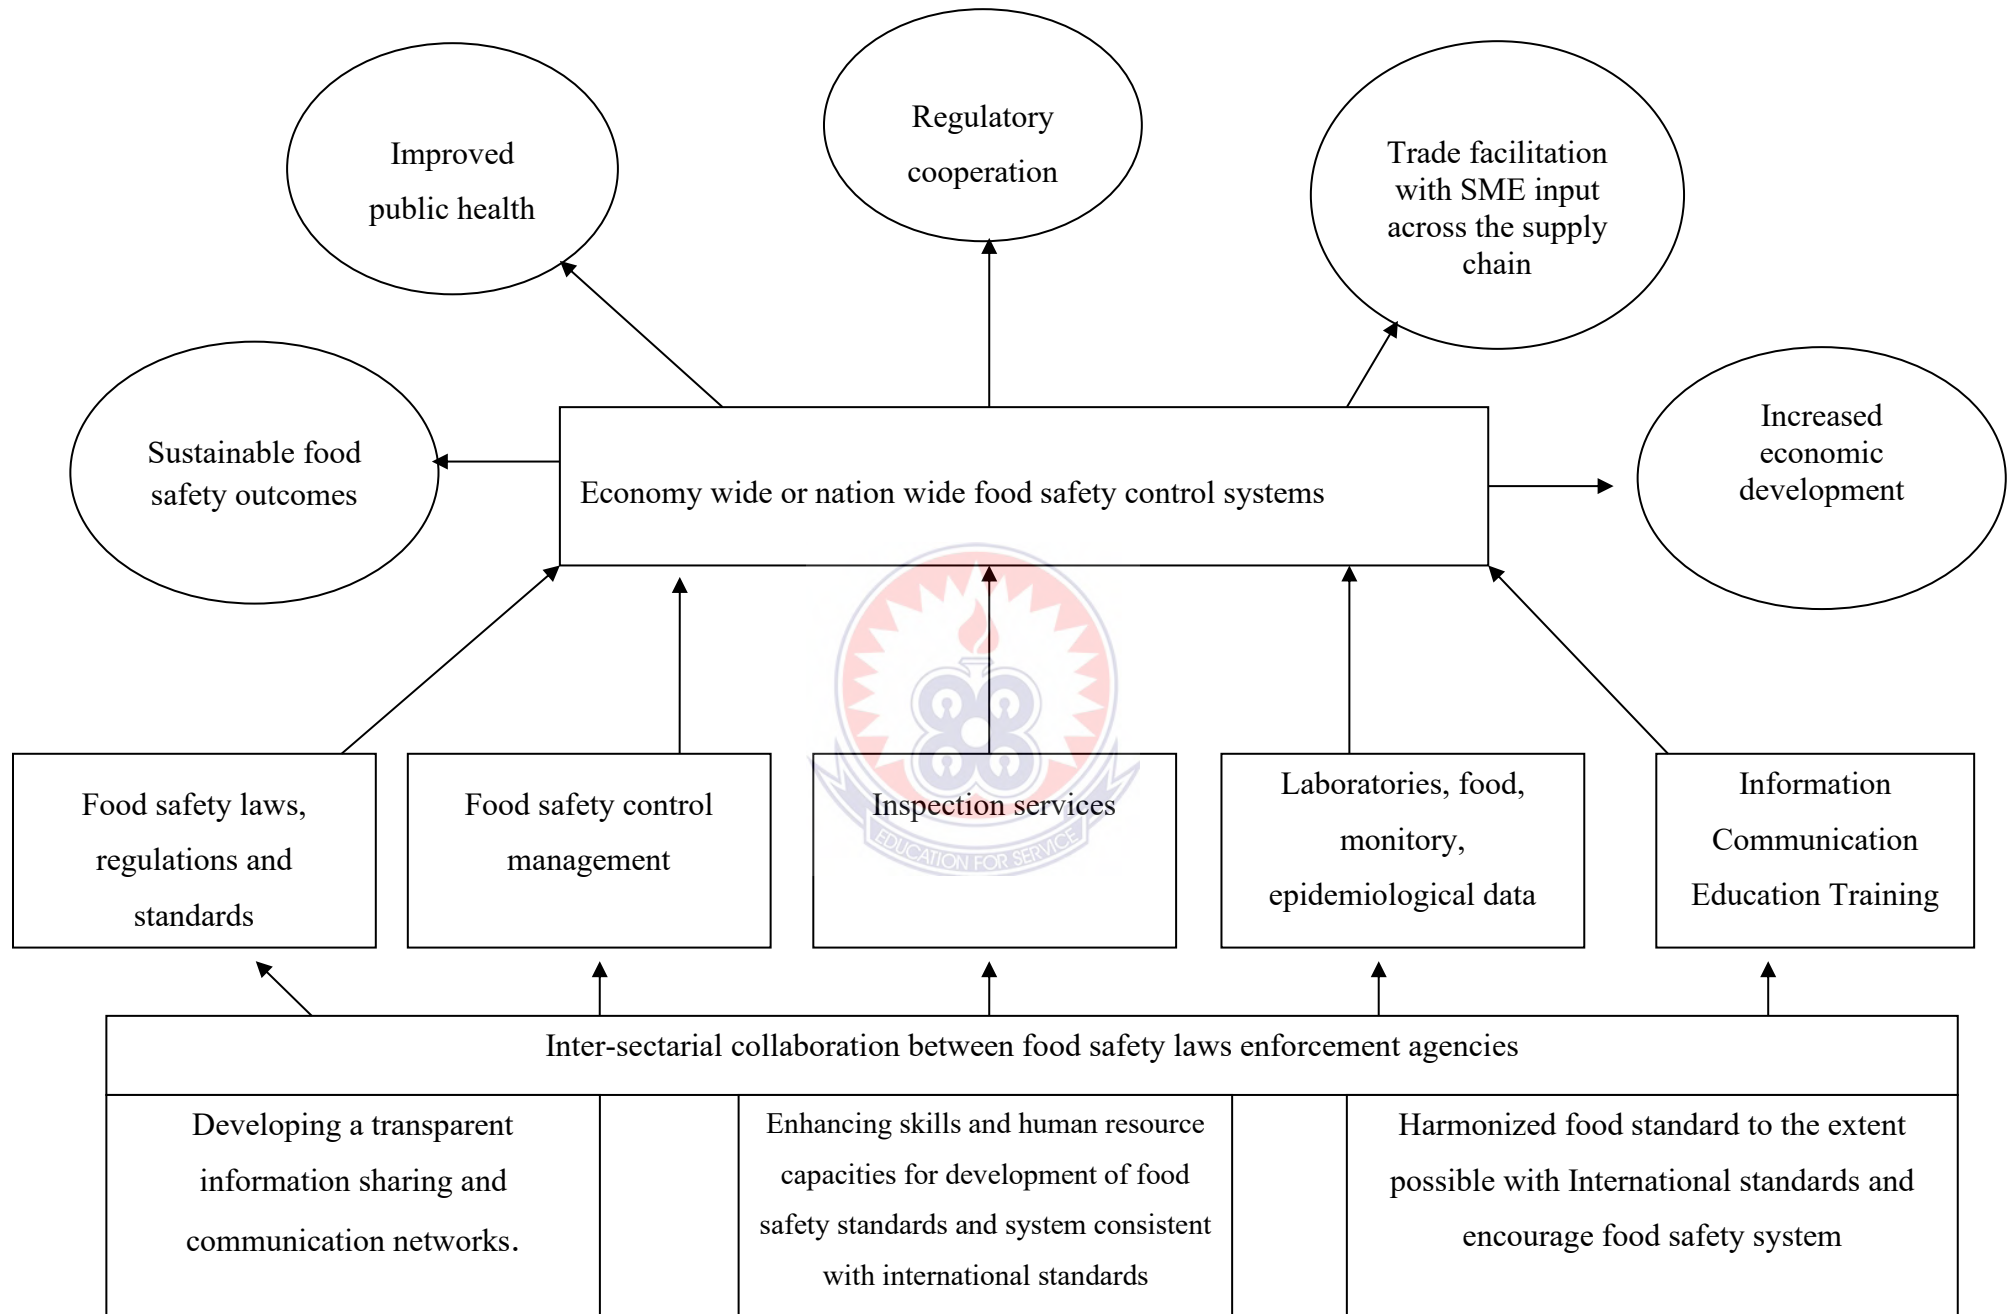 Improved
public health
Regulatory
cooperation
Trade facilitation
with SME input
across the supply
chain
Sustainable food
safety outcomes
Economy wide or nation wide food safety control systems
Increased
economic
development
Food safety laws,
regulations and
standards
Food safety control
management
Inspection services
Laboratories, food,
monitory,
epidemiological data
Information
Communication
Education Training
EDUCATION FOR SERVICE
Inter-sectarial collaboration between food safety laws enforcement agencies
Developing a transparent
information sharing and
communication networks.
Enhancing skills and human resource
capacities for development of food
safety standards and system consistent
with international standards
Harmonized food standard to the extent
possible with International standards and
encourage food safety system